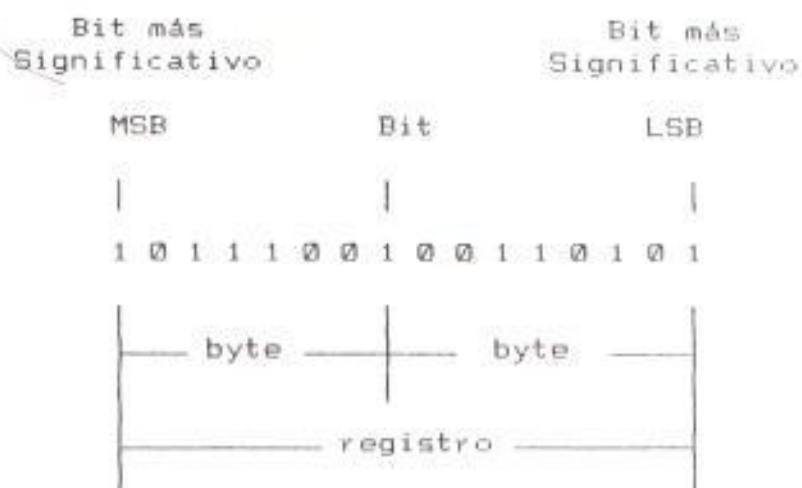 Bit más Bit más
Significativo Significativo
MSB Bit LSB
1 0 1 1 1 0 0 1 0 0 1 1 0 1 0 1
byte byte
registro